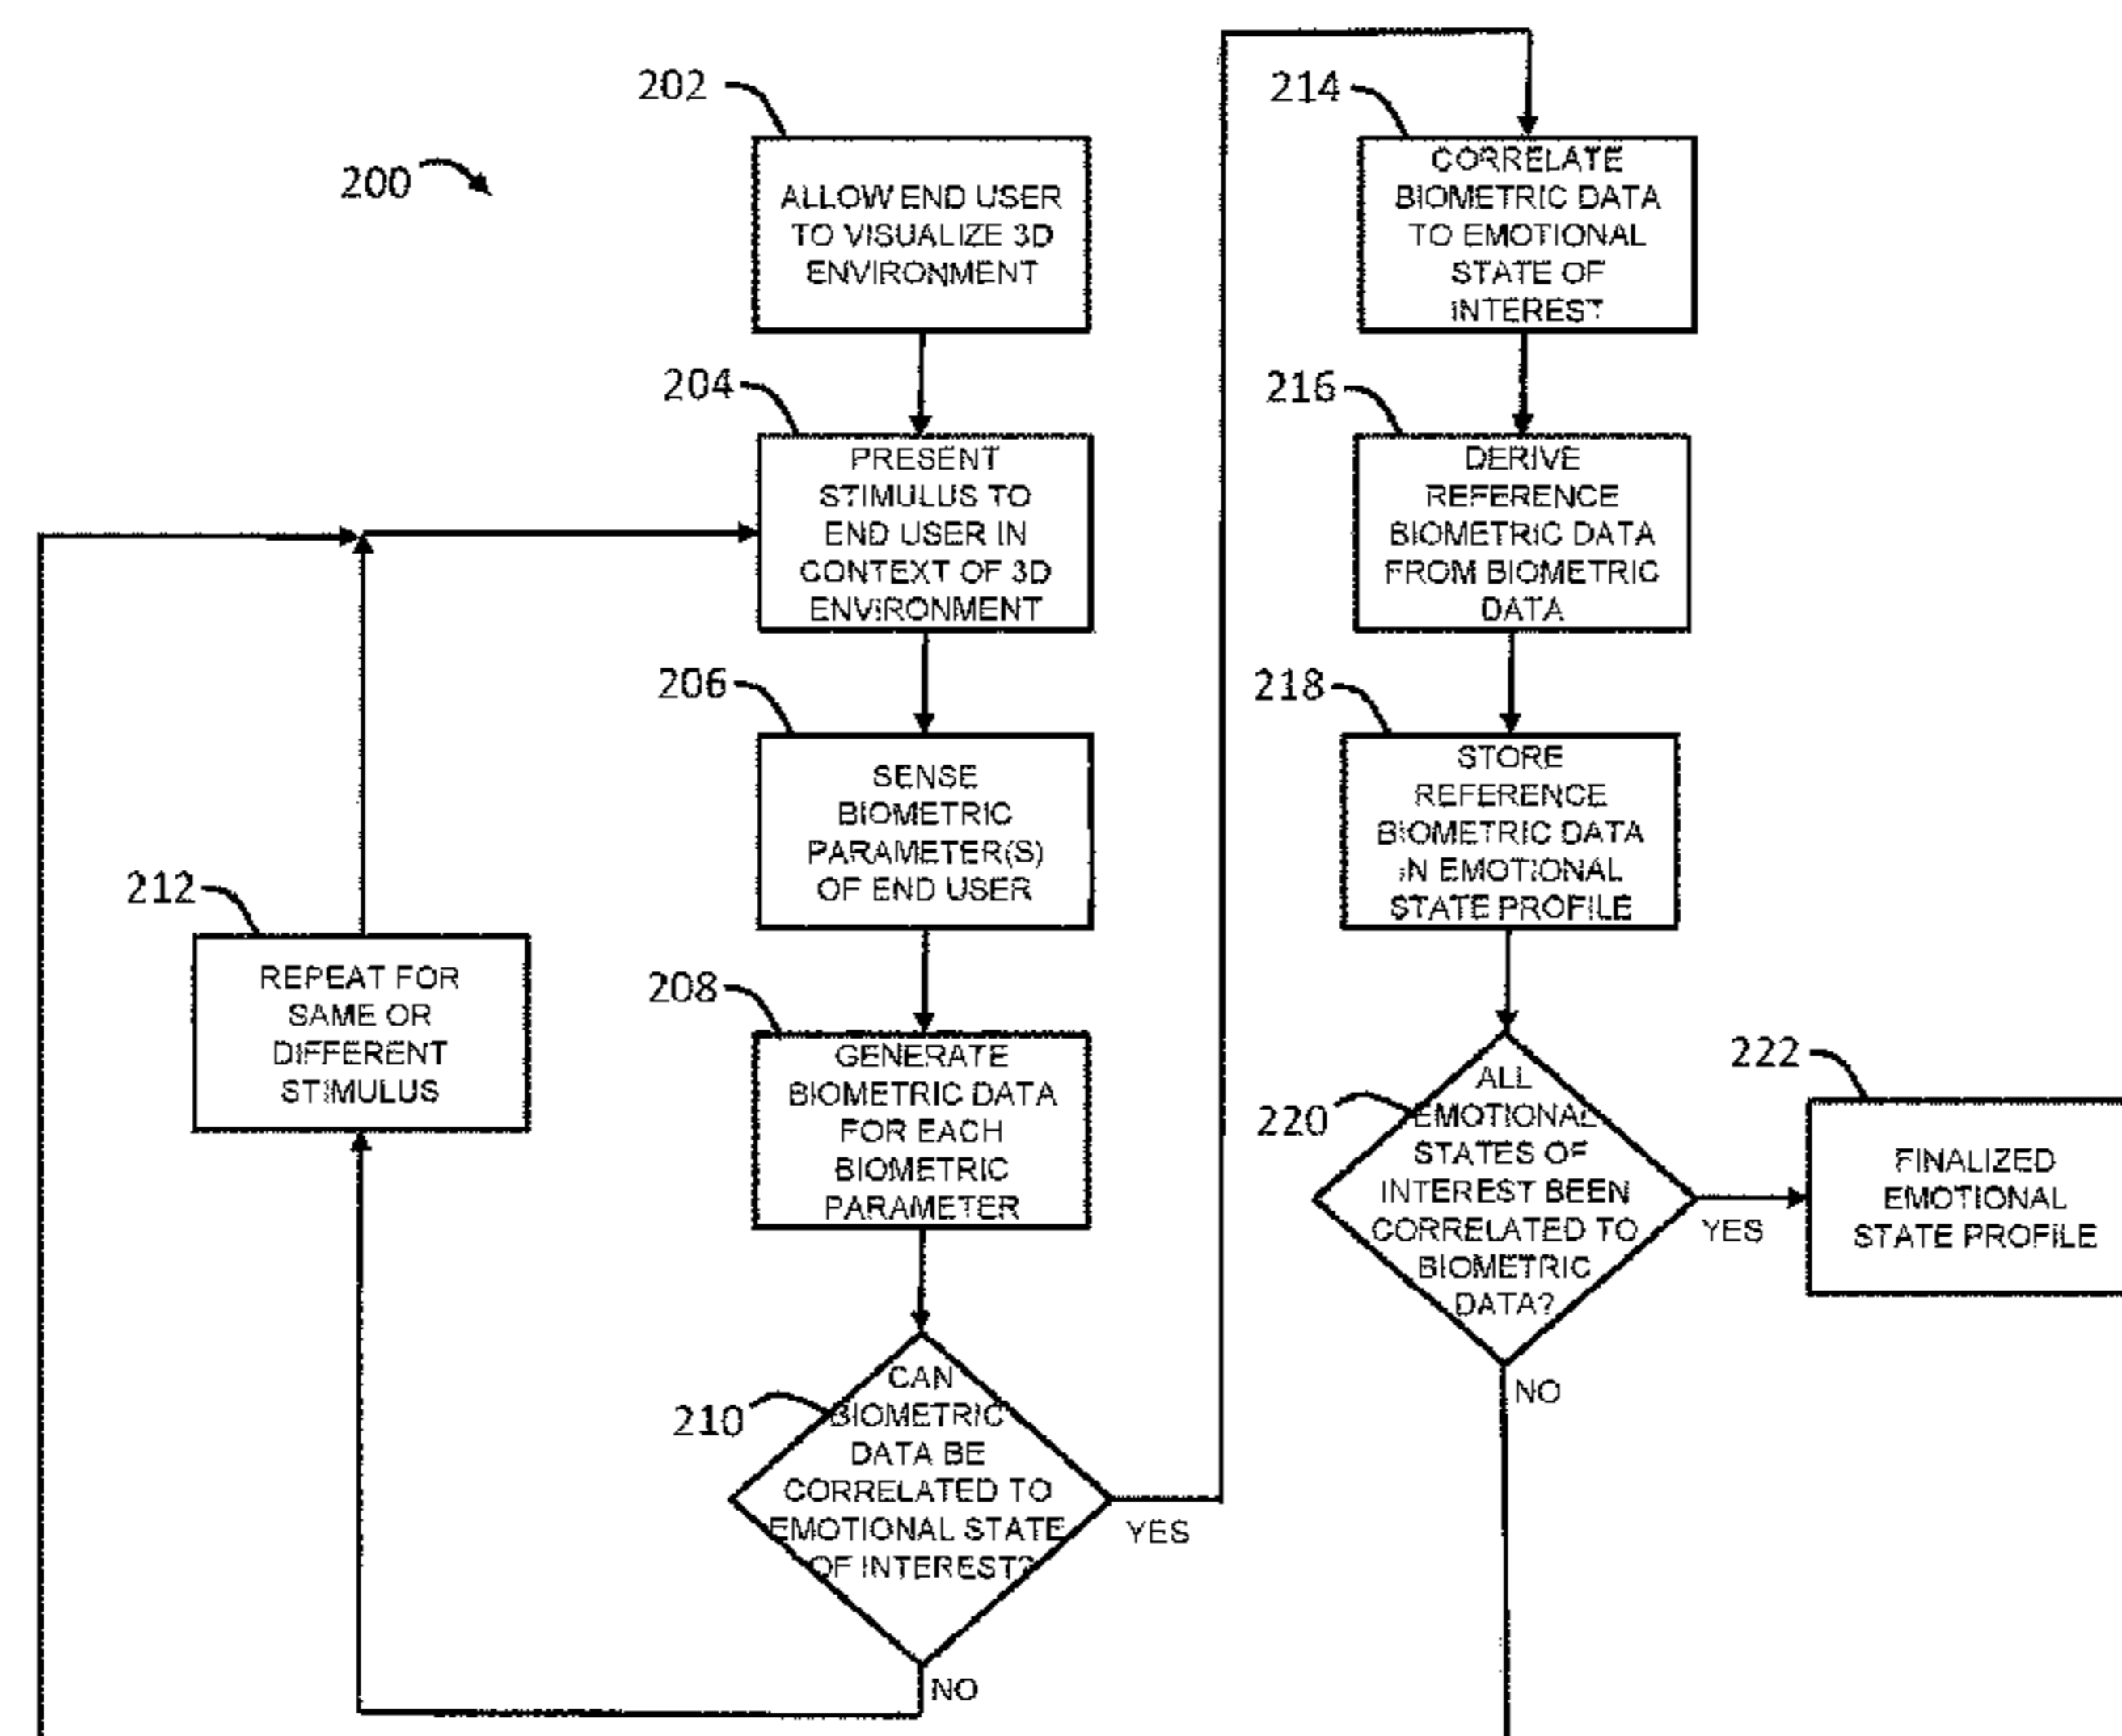 200
202
ALLOW END USER
TO VISUALIZE 3D
ENVIRONMENT
204
PRESENT
STIMULUS TO
END USER IN
CONTEXT OF 3D
ENVIRONMENT
206
SENSE
BIOMETRIC
PARAMETER(S)
OF END USER
208
GENERATE
BIOMETRIC DATA
FOR EACH
BIOMETRIC
PARAMETER
210
CAN
BIOMETRIC
DATA BE
CORRELATED TO
EMOTIONAL STATE
OF INTEREST?
YES
NO
212
REPEAT FOR
SAME OR
DIFFERENT
STIMULUS
214
CORRELATE
BIOMETRIC DATA
TO EMOTIONAL
STATE OF
INTEREST
216
DERIVE
REFERENCE
BIOMETRIC DATA
FROM BIOMETRIC
DATA
218
STORE
REFERENCE
BIOMETRIC DATA
IN EMOTIONAL
STATE PROFILE
220
ALL
EMOTIONAL
STATES OF
INTEREST BEEN
CORRELATED TO
BIOMETRIC
DATA?
YES
NO
222
FINALIZED
EMOTIONAL
STATE PROFILE